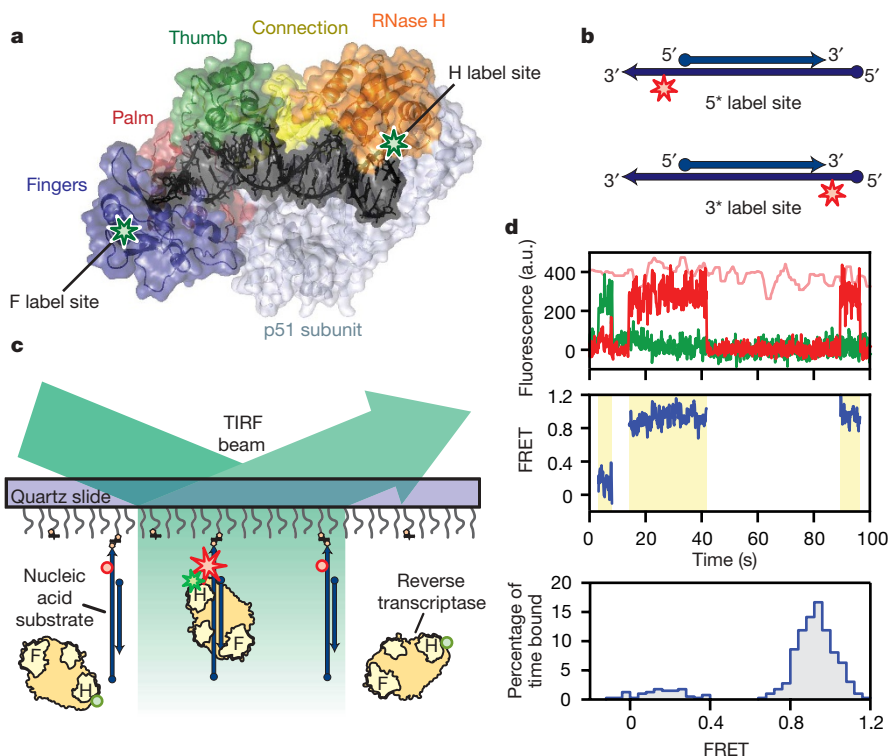 a
Thumb
Connection
RNase H
H label site
Palm
Fingers
F label site
p51 subunit
b
5′ 3′
3′ 5′
5* label site
5′ 3′
3′ 5′
3* label site
c
TIRF
beam
Quartz slide
Nucleic
acid
substrate
Reverse
transcriptase
H
F
F
H
H
F
d
Fluorescence (a.u.)
400
200
0
FRET
1.2
0.8
0.4
0
0 20 40 60 80 100
Time (s)
Percentage of
time bound
20
15
10
5
0
0 0.4 0.8 1.2
FRET